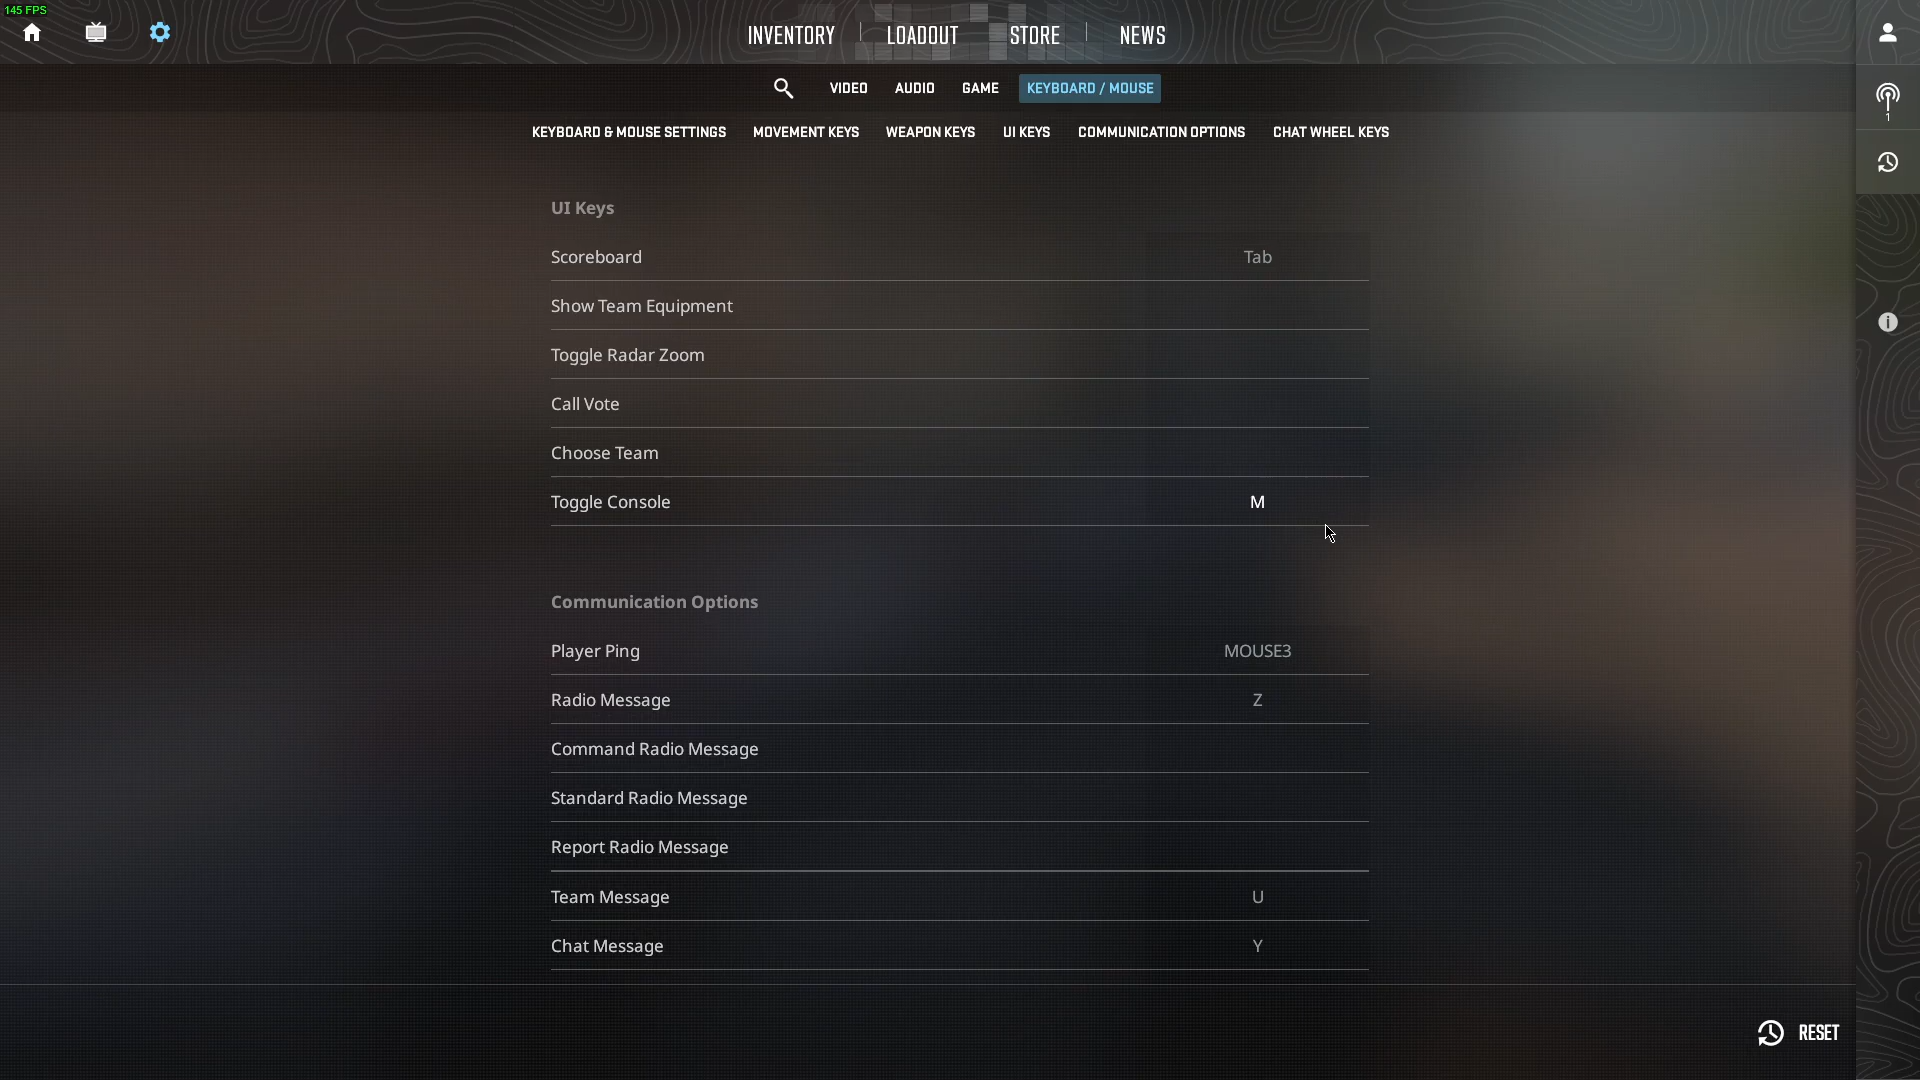 145 FPS
INVENTORY
LOADOUT
STORE
NEWS
VIDEO
AUDIO
GAME
KEYBOARD / MOUSE
1
KEYBOARD & MOUSE SETTINGS
MOVEMENT KEYS
WEAPON KEYS
UI KEYS
COMMUNICATION OPTIONS
CHAT WHEEL KEYS
UI Keys
Scoreboard Tab
Show Team Equipment
Toggle Radar Zoom
Call Vote
Choose Team
Toggle Console M
Communication Options
Player Ping MOUSE3
Radio Message Z
Command Radio Message
Standard Radio Message
Report Radio Message
Team Message U
Chat Message Y
RESET